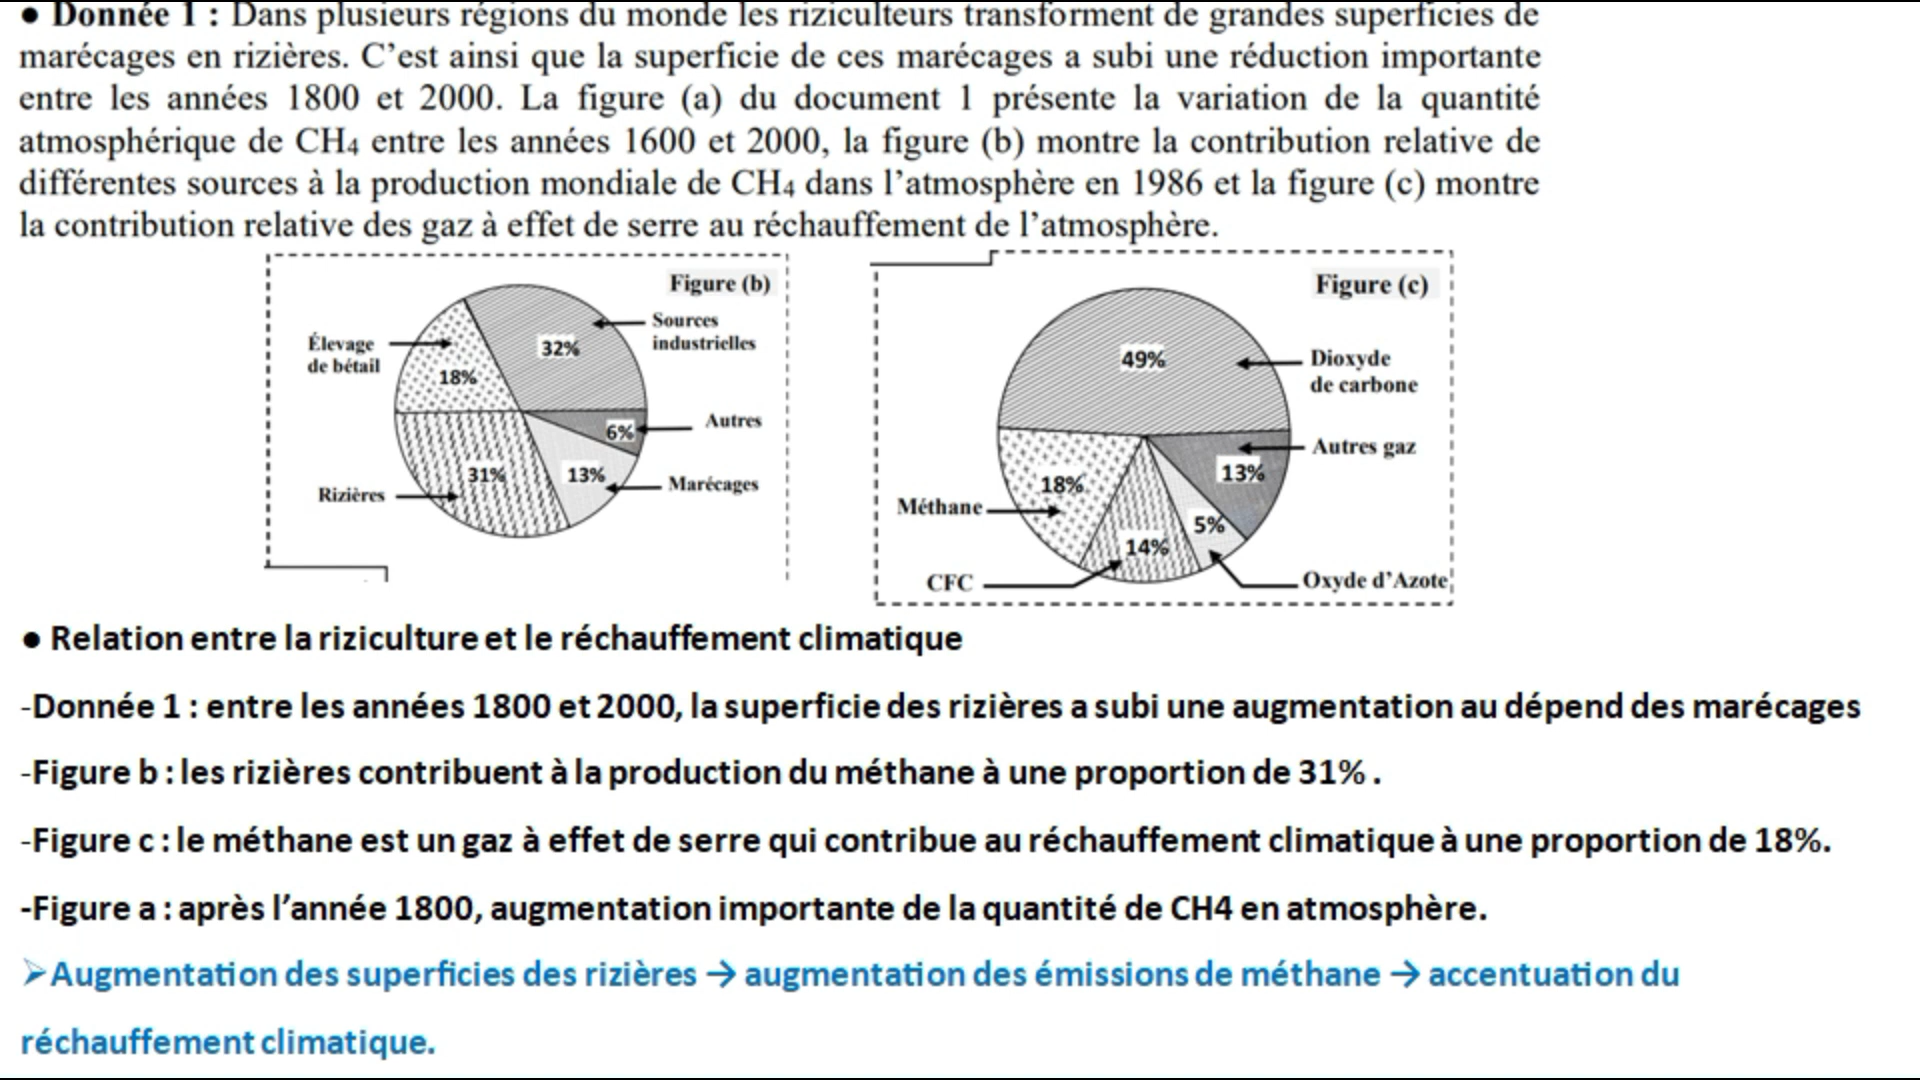 ● Donnée 1 : Dans plusieurs régions du monde les riziculteurs transforment de grandes superficies de
marécages en rizières. C’est ainsi que la superficie de ces marécages a subi une réduction importante
entre les années 1800 et 2000. La figure (a) du document 1 présente la variation de la quantité
atmosphérique de CH4 entre les années 1600 et 2000, la figure (b) montre la contribution relative de
différentes sources à la production mondiale de CH4 dans l’atmosphère en 1986 et la figure (c) montre
la contribution relative des gaz à effet de serre au réchauffement de l’atmosphère.
Figure (b)
Sources
industrielles
32%
Élevage
de bétail
18%
Autres
6%
Marécages
13%
31%
Rizières
Figure (c)
49%
Dioxyde
de carbone
Autres gaz
13%
18%
Méthane
5%
14%
CFC
Oxyde d’Azote
● Relation entre la riziculture et le réchauffement climatique
-Donnée 1 : entre les années 1800 et 2000, la superficie des rizières a subi une augmentation au dépend des marécages
-Figure b : les rizières contribuent à la production du méthane à une proportion de 31% .
-Figure c : le méthane est un gaz à effet de serre qui contribue au réchauffement climatique à une proportion de 18%.
-Figure a : après l’année 1800, augmentation importante de la quantité de CH4 en atmosphère.
➢Augmentation des superficies des rizières → augmentation des émissions de méthane → accentuation du
réchauffement climatique.